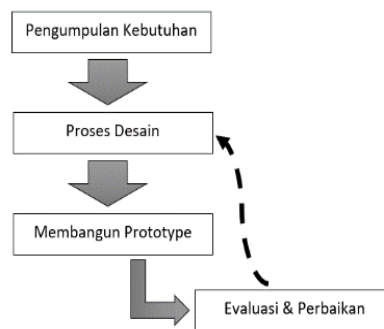 Pengumpulan Kebutuhan
Proses Desain
Membangun Prototype
Evaluasi & Perbaikan